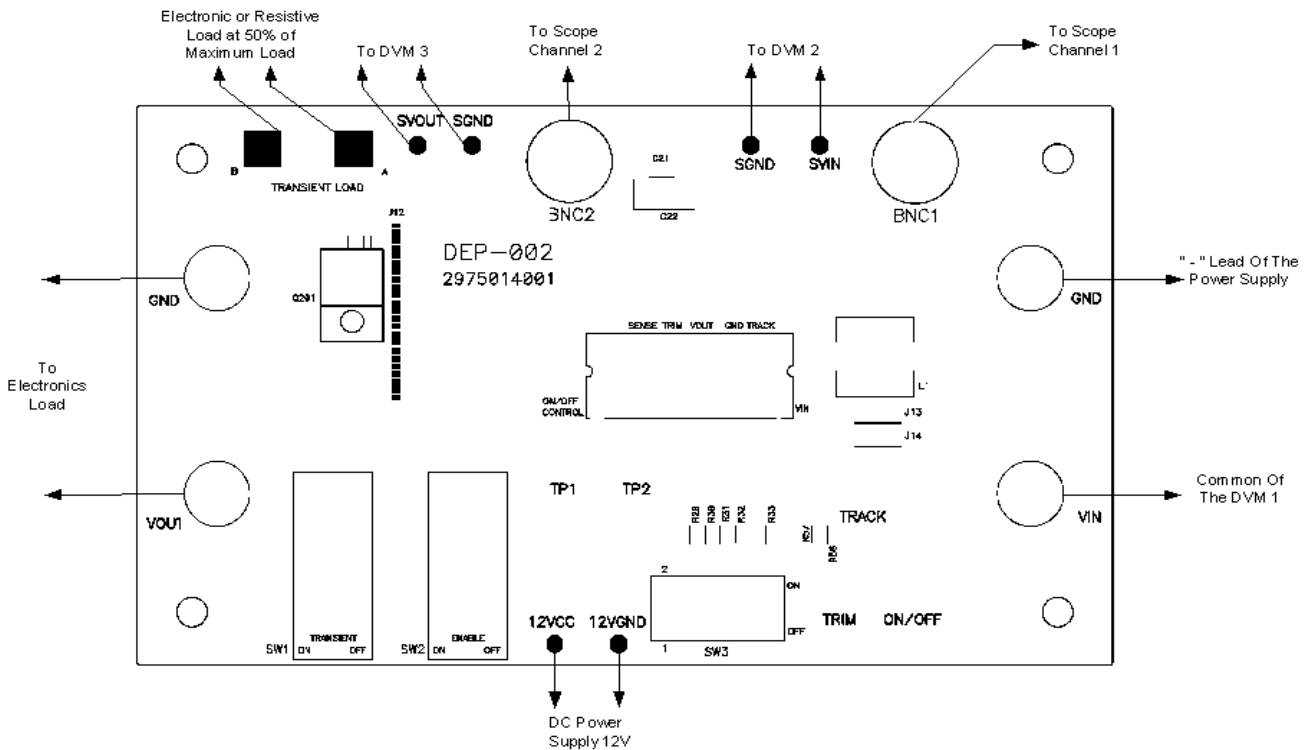 Electronic or Resistive
Load at 50% of
Maximum Load
To DVM 3
To Scope
Channel 2
To DVM 2
To Scope
Channel 1
SVOUT SGND
B
A
TRANSIENT LOAD
BNC2
C21
C22
SGND
SVIN
BNC1
J12
DEP-002
2975014001
GND
Q201
GND
"-" Lead Of The
Power Supply
SENSE TRIM VOUT GND TRACK
ON/OFF
CONTROL
VIN
L1
J13
J14
To
Electronics
Load
VOU1
TP1
TP2
R28
R30
R31
R32
R33
R57
R56
TRACK
VIN
Common Of
The DVM 1
2
ON
OFF
1
SW3
TRIM
ON/OFF
SW1
TRANSIENT
ON OFF
SW2
ENABLE
ON OFF
12VCC
12VGND
DC Power
Supply 12V